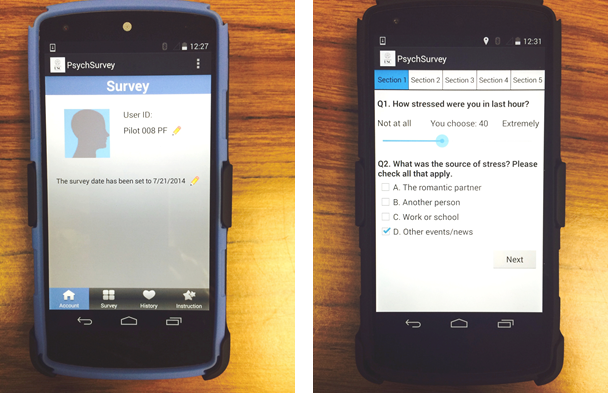 12:27
PsychSurvey
Survey
User ID:
Pilot 008 PF
The survey date has been set to 7/21/2014
Account Survey History Instruction
12:31
PsychSurvey
Section 1 Section 2 Section 3 Section 4 Section 5
Q1. How stressed were you in last hour?
Not at all You choose: 40 Extremely
Q2. What was the source of stress? Please
check all that apply.
A. The romantic partner
B. Another person
C. Work or school
D. Other events/news
Next